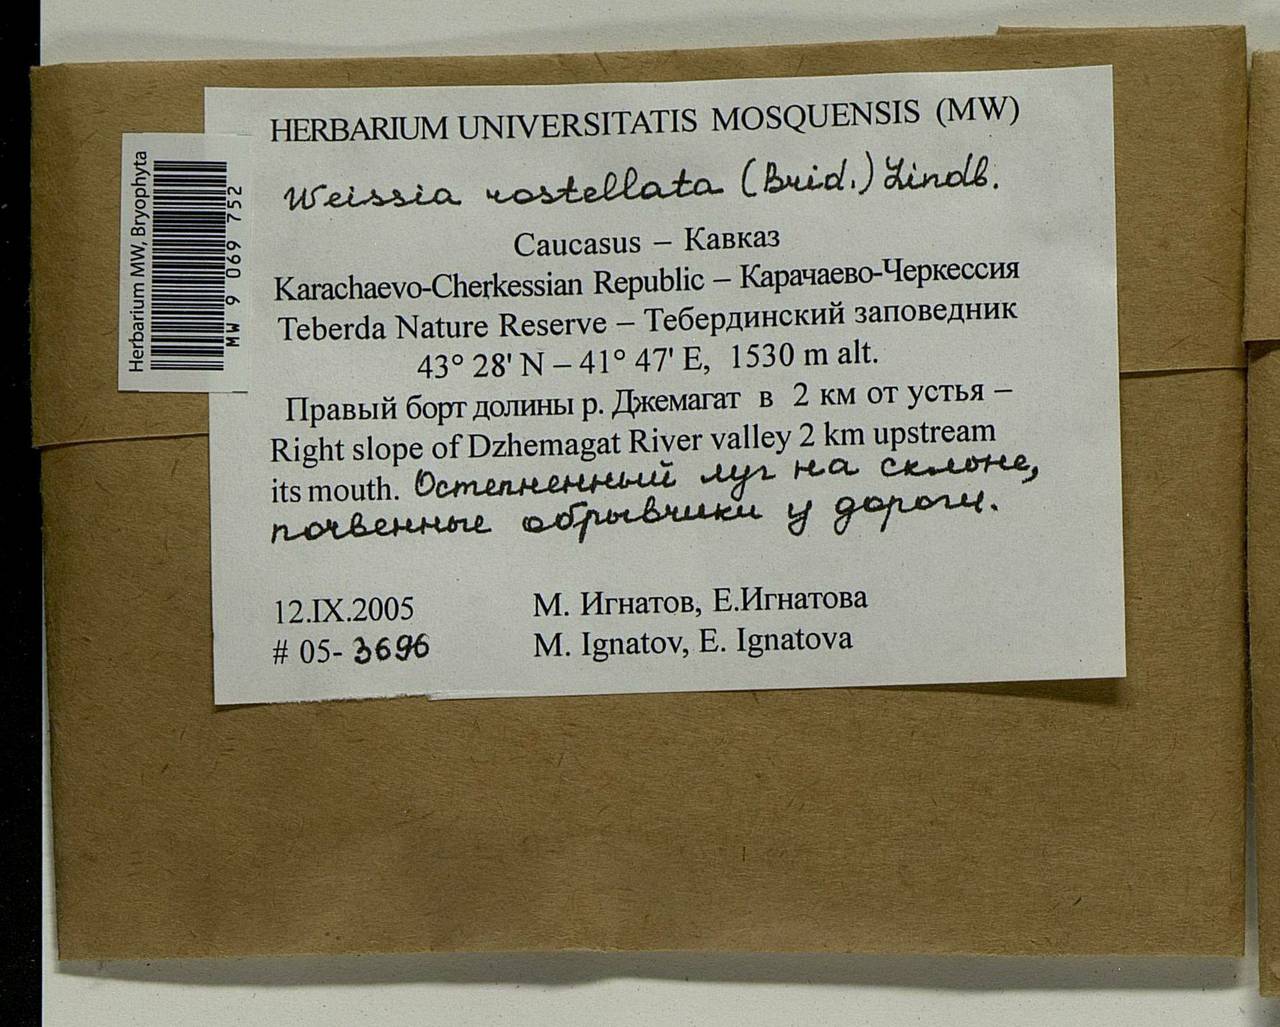 HERBARIUM UNIVERSITATIS MOSQUENSIS (MW)
Weissia rostellata (Brid.) Lindb.
Caucasus – Кавказ
Karachaevo-Cherkessian Republic – Карачаево-Черкессия
Teberda Nature Reserve – Тебердинский заповедник
43° 28' N – 41° 47' E, 1530 m alt.
Правый борт долины р. Джемагат в 2 км от устья –
Right slope of Dzhemagat River valley 2 km upstream
its mouth. Остепненный луг на склоне,
почвенные обрывчики у дороги.
12.IX.2005 М. Игнатов, Е.Игнатова
# 05-3696 M. Ignatov, E. Ignatova
Herbarium MW, Bryophyta
MW 9 069 752